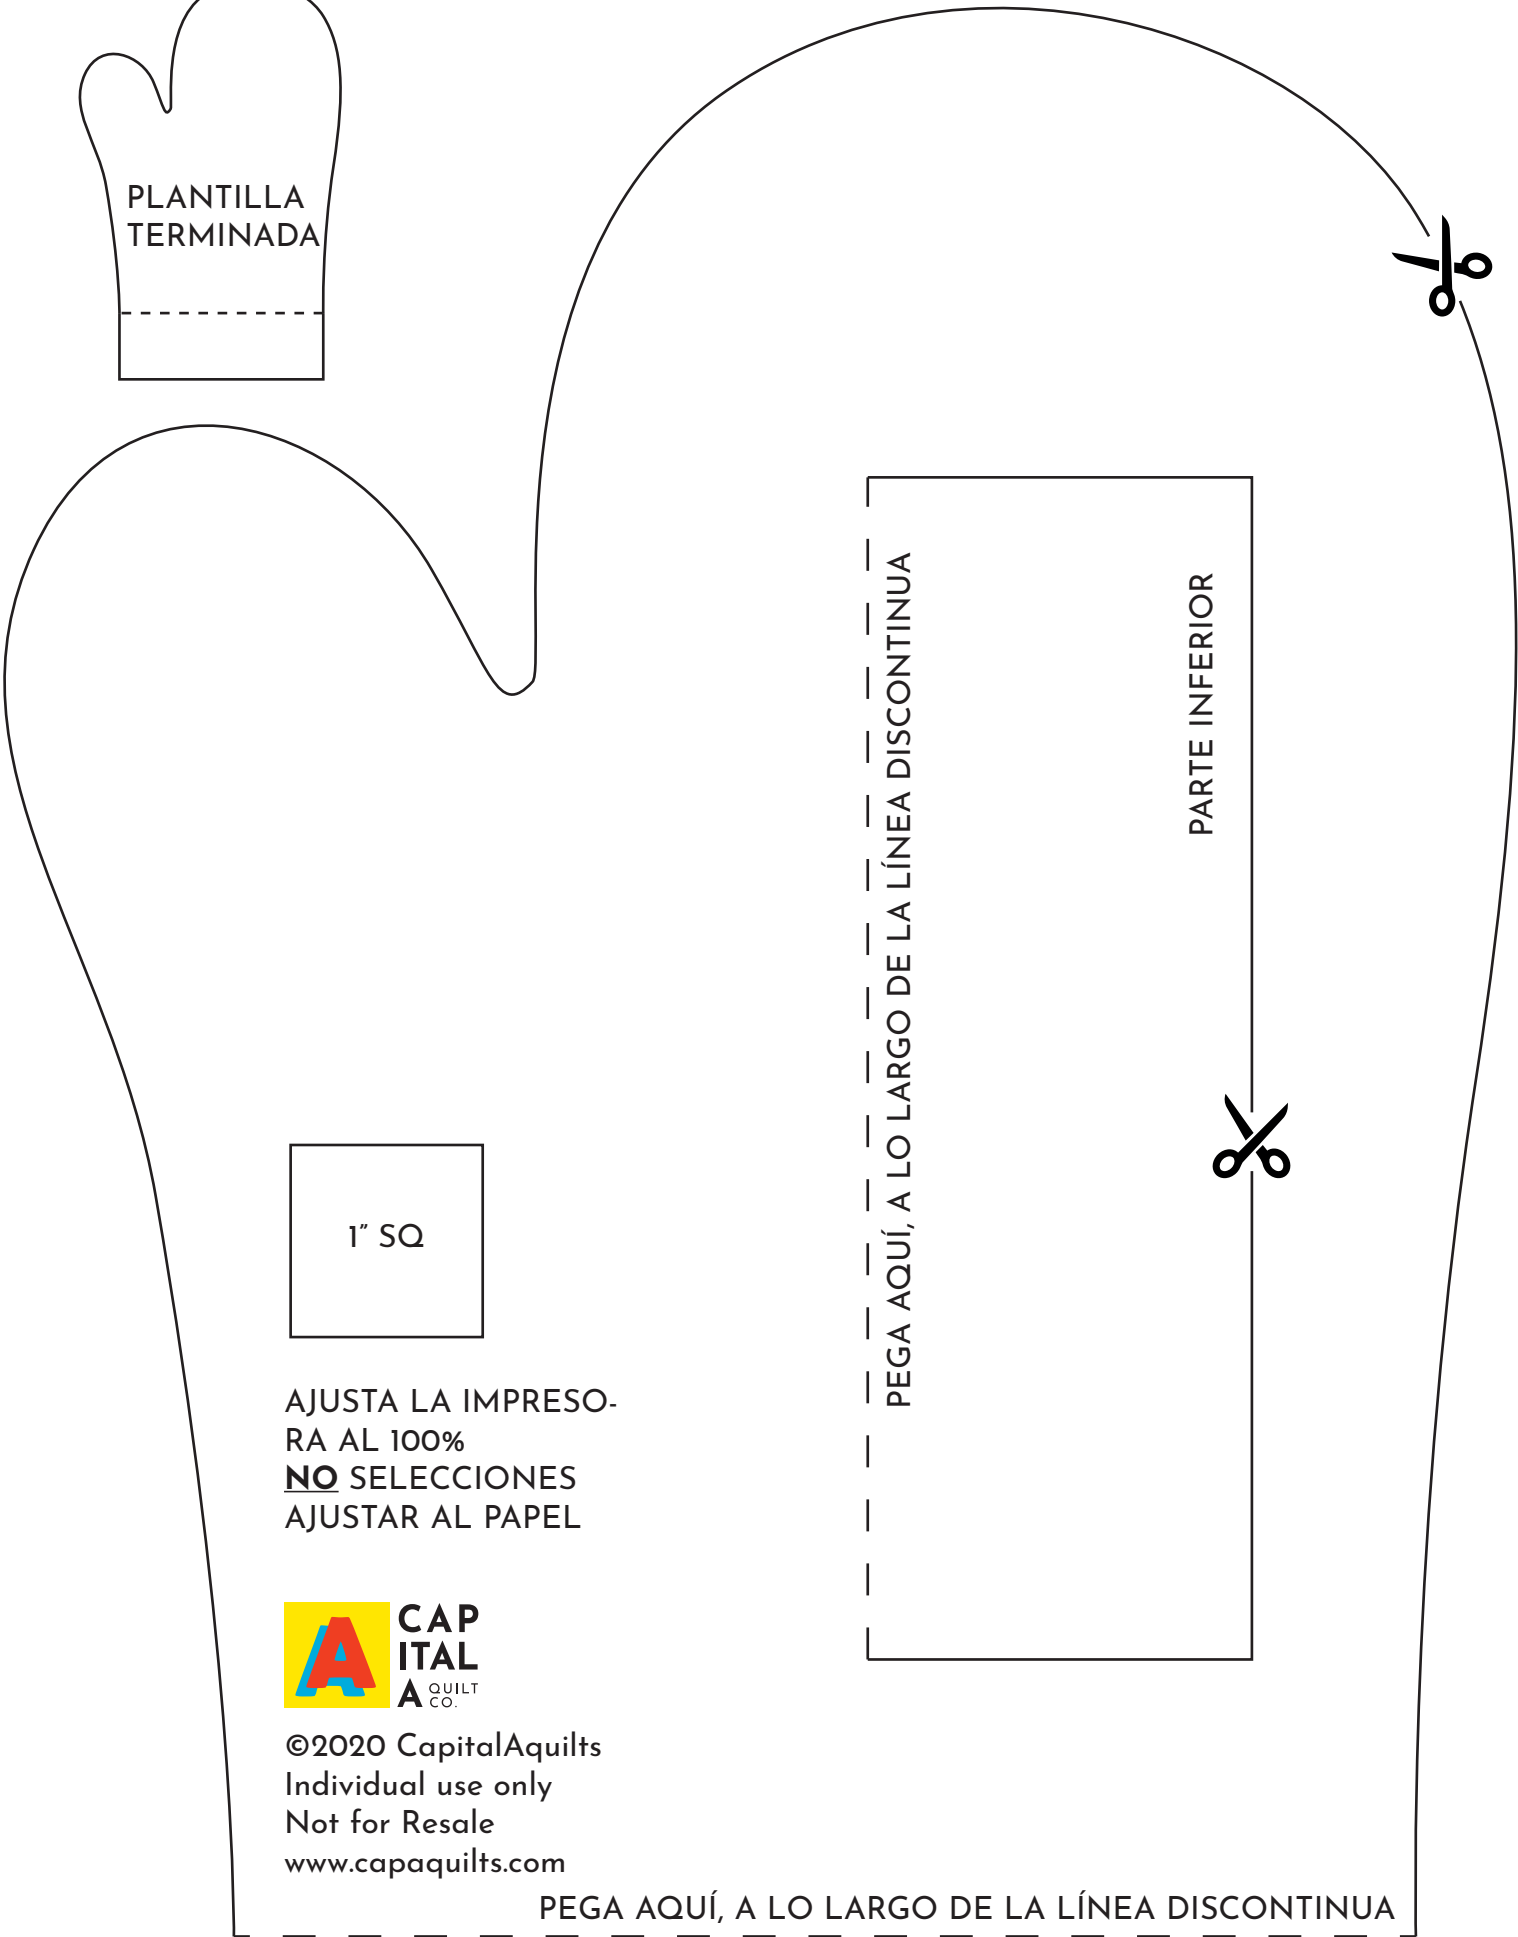 PLANTILLA
TERMINADA
PEGA AQUÍ, A LO LARGO DE LA LÍNEA DISCONTINUA
PARTE INFERIOR
1” SQ
AJUSTA LA IMPRESO-
RA AL 100%
NO SELECCIONES
AJUSTAR AL PAPEL
A
CAP
ITAL
A QUILT
CO.
©2020 CapitalAquilts
Individual use only
Not for Resale
www.capaquilts.com
PEGA AQUÍ, A LO LARGO DE LA LÍNEA DISCONTINUA